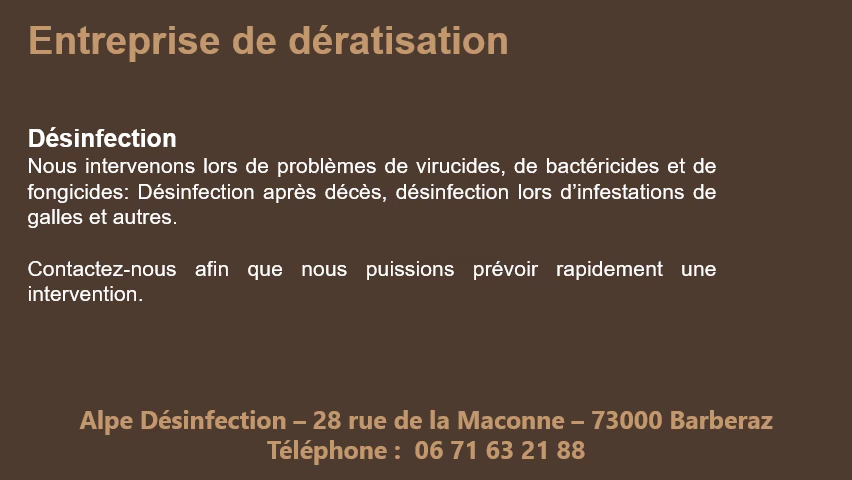 Entreprise de dératisation
Désinfection
Nous intervenons lors de problèmes de virucides, de bactéricides et de
fongicides: Désinfection après décès, désinfection lors d’infestations de
galles et autres.
Contactez-nous afin que nous puissions prévoir rapidement une
intervention.
Alpe Désinfection – 28 rue de la Maconne – 73000 Barberaz
Téléphone :  06 71 63 21 88